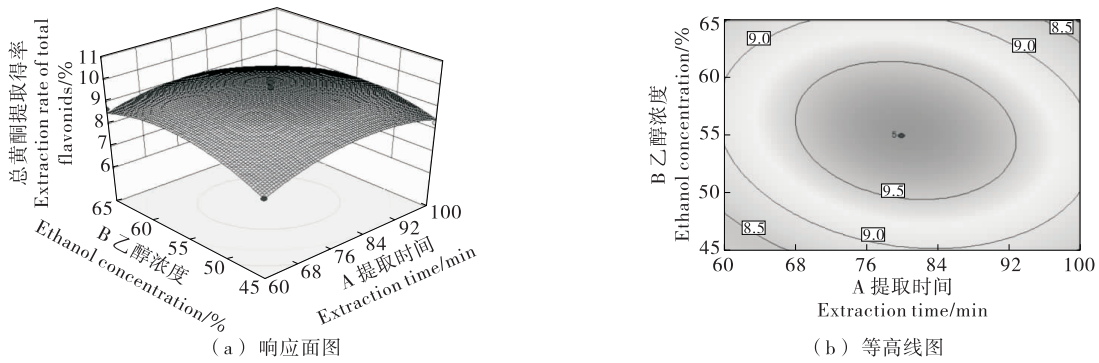 总黄酮提取得率
Extraction rate of total
flavonids/%
11
10
9
8
7
6
65
60
55
50
45
B 乙醇浓度
Ethanol concentration/%
60
68
76
84
92
100
A 提取时间
Extraction time/min
(a) 响应面图
B 乙醇浓度
Ethanol concentration/%
65
60
55
50
45
9.0
9.0
8.5
5
9.5
8.5
9.0
60
68
76
84
92
100
A 提取时间
Extraction time/min
(b) 等高线图